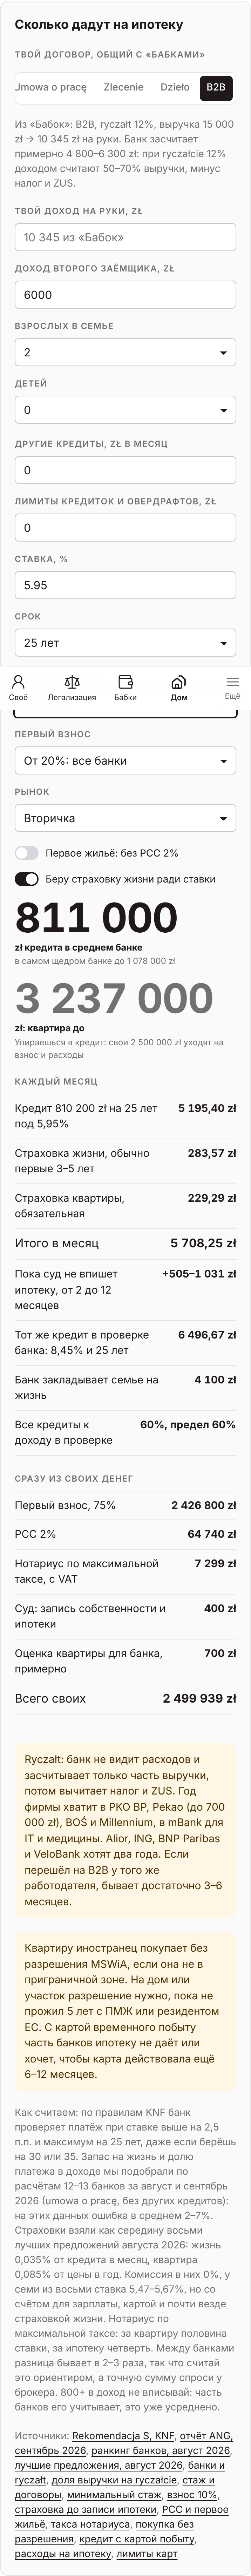 Сколько дадут на ипотеку
ТВОЙ ДОГОВОР, ОБЩИЙ С «БАБКАМИ»
Umowa o pracę Zlecenie Dzieło B2B
Из «Бабок»: B2B, ryczałt 12%, выручка 15 000
zł → 10 345 zł на руки. Банк засчитает
примерно 4 800–6 300 zł: при ryczałcie 12%
доходом считают 50–70% выручки, минус
налог и ZUS.
ТВОЙ ДОХОД НА РУКИ, ZŁ
10 345 из «Бабок»
ДОХОД ВТОРОГО ЗАЁМЩИКА, ZŁ
6000
ВЗРОСЛЫХ В СЕМЬЕ
2
ДЕТЕЙ
0
ДРУГИЕ КРЕДИТЫ, ZŁ В МЕСЯЦ
0
ЛИМИТЫ КРЕДИТОК И ОВЕРДРАФТОВ, ZŁ
0
СТАВКА, %
5.95
СРОК
25 лет
Своё Легализация Бабки Дом Ещё
ПЕРВЫЙ ВЗНОС
От 20%: все банки
РЫНОК
Вторичка
Первое жильё: без PCC 2%
Беру страховку жизни ради ставки
811 000
zł кредита в среднем банке
в самом щедром банке до 1 078 000 zł
3 237 000
zł: квартира до
Упираешься в кредит: свои 2 500 000 zł уходят на
взнос и расходы
КАЖДЫЙ МЕСЯЦ
Кредит 810 200 zł на 25 лет
под 5,95%
5 195,40 zł
Страховка жизни, обычно
первые 3–5 лет
283,57 zł
Страховка квартиры,
обязательная
229,29 zł
Итого в месяц 5 708,25 zł
Пока суд не впишет
ипотеку, от 2 до 12
месяцев
+505–1 031 zł
Тот же кредит в проверке
банка: 8,45% и 25 лет
6 496,67 zł
Банк закладывает семье на
жизнь
4 100 zł
Все кредиты к
доходу в проверке
60%, предел 60%
СРАЗУ ИЗ СВОИХ ДЕНЕГ
Первый взнос, 75% 2 426 800 zł
PCC 2% 64 740 zł
Нотариус по максимальной
таксе, с VAT
7 299 zł
Суд: запись собственности и
ипотеки
400 zł
Оценка квартиры для банка,
примерно
700 zł
Всего своих 2 499 939 zł
Ryczałt: банк не видит расходов и
засчитывает только часть выручки,
потом вычитает налог и ZUS. Год
фирмы хватит в PKO BP, Pekao (до 700
000 zł), BOŚ и Millennium, в mBank для
IT и медицины. Alior, ING, BNP Paribas
и VeloBank хотят два года. Если
перешёл на B2B у того же
работодателя, бывает достаточно 3–6
месяцев.
Квартиру иностранец покупает без
разрешения MSWiA, если она не в
приграничной зоне. На дом или
участок разрешение нужно, пока не
прожил 5 лет с ПМЖ или резидентом
ЕС. С картой временного побыту
часть банков ипотеку не даёт или
хочет, чтобы карта действовала ещё
6–12 месяцев.
Как считаем: по правилам KNF банк
проверяет платёж при ставке выше на 2,5
п.п. и максимум на 25 лет, даже если берёшь
на 30 или 35. Запас на жизнь и долю
платежа в доходе мы подобрали по
расчётам 12–13 банков за август и сентябрь
2026 (umowa o pracę, без других кредитов):
на этих данных ошибка в среднем 2–7%.
Страховки взяли как середину восьми
лучших предложений августа 2026: жизнь
0,035% от кредита в месяц, квартира
0,085% от цены в год. Комиссия в них 0%, у
семи из восьми ставка 5,47–5,67%, но со
счётом для зарплаты, картой и почти везде
страховкой жизни. Нотариус по
максимальной таксе: за квартиру половина
ставки, за ипотеку четверть. Между банками
разница бывает в 2–3 раза, так что считай
это ориентиром, а точную сумму спроси у
брокера. 800+ в доход не вписывай: часть
банков его учитывает, это уже усреднено.
Источники: Rekomendacja S, KNF, отчёт ANG,
сентябрь 2026, ранкинг банков, август 2026,
лучшие предложения, август 2026, банки и
ryczałt, доля выручки на ryczałcie, стаж и
договоры, минимальный стаж, взнос 10%,
страховка до записи ипотеки, PCC и первое
жильё, такса нотариуса, покупка без
разрешения, кредит с картой побыту,
расходы на ипотеку, лимиты карт